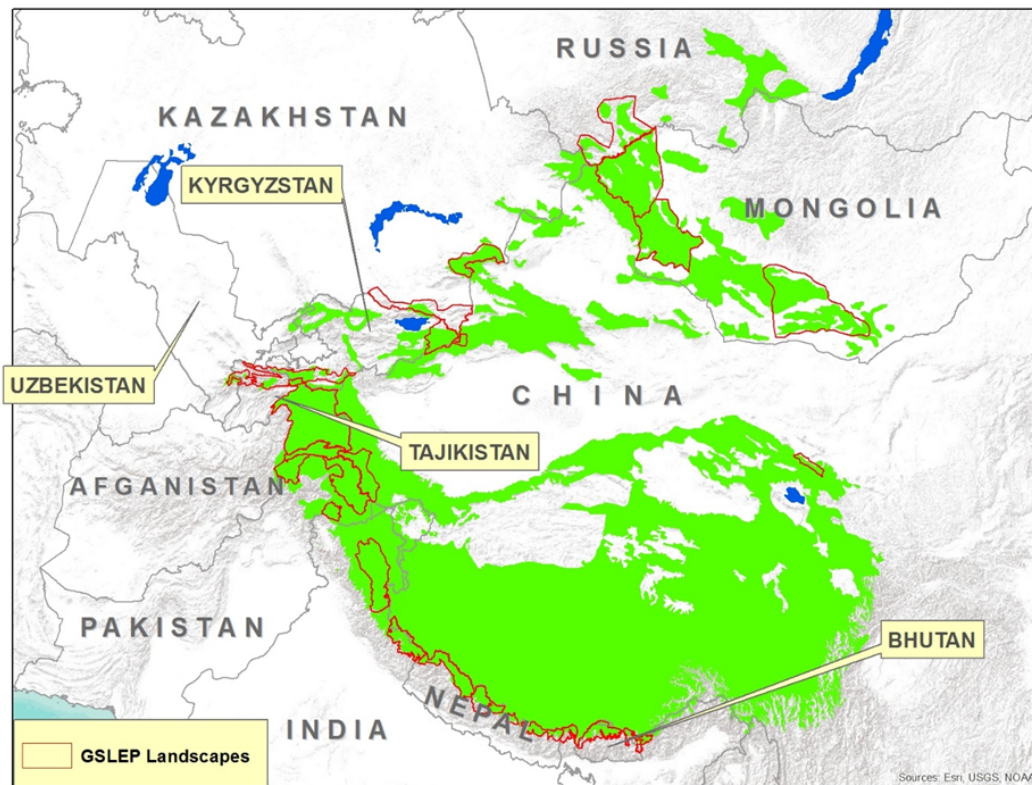 RUSSIA
KAZAKHSTAN
KYRGYZSTAN
MONGOLIA
UZBEKISTAN
CHINA
TAJIKISTAN
AFGANISTAN
PAKISTAN
BHUTAN
NEPAL
INDIA
GSLEP Landscapes
Sources: Esri, USGS, NOAA